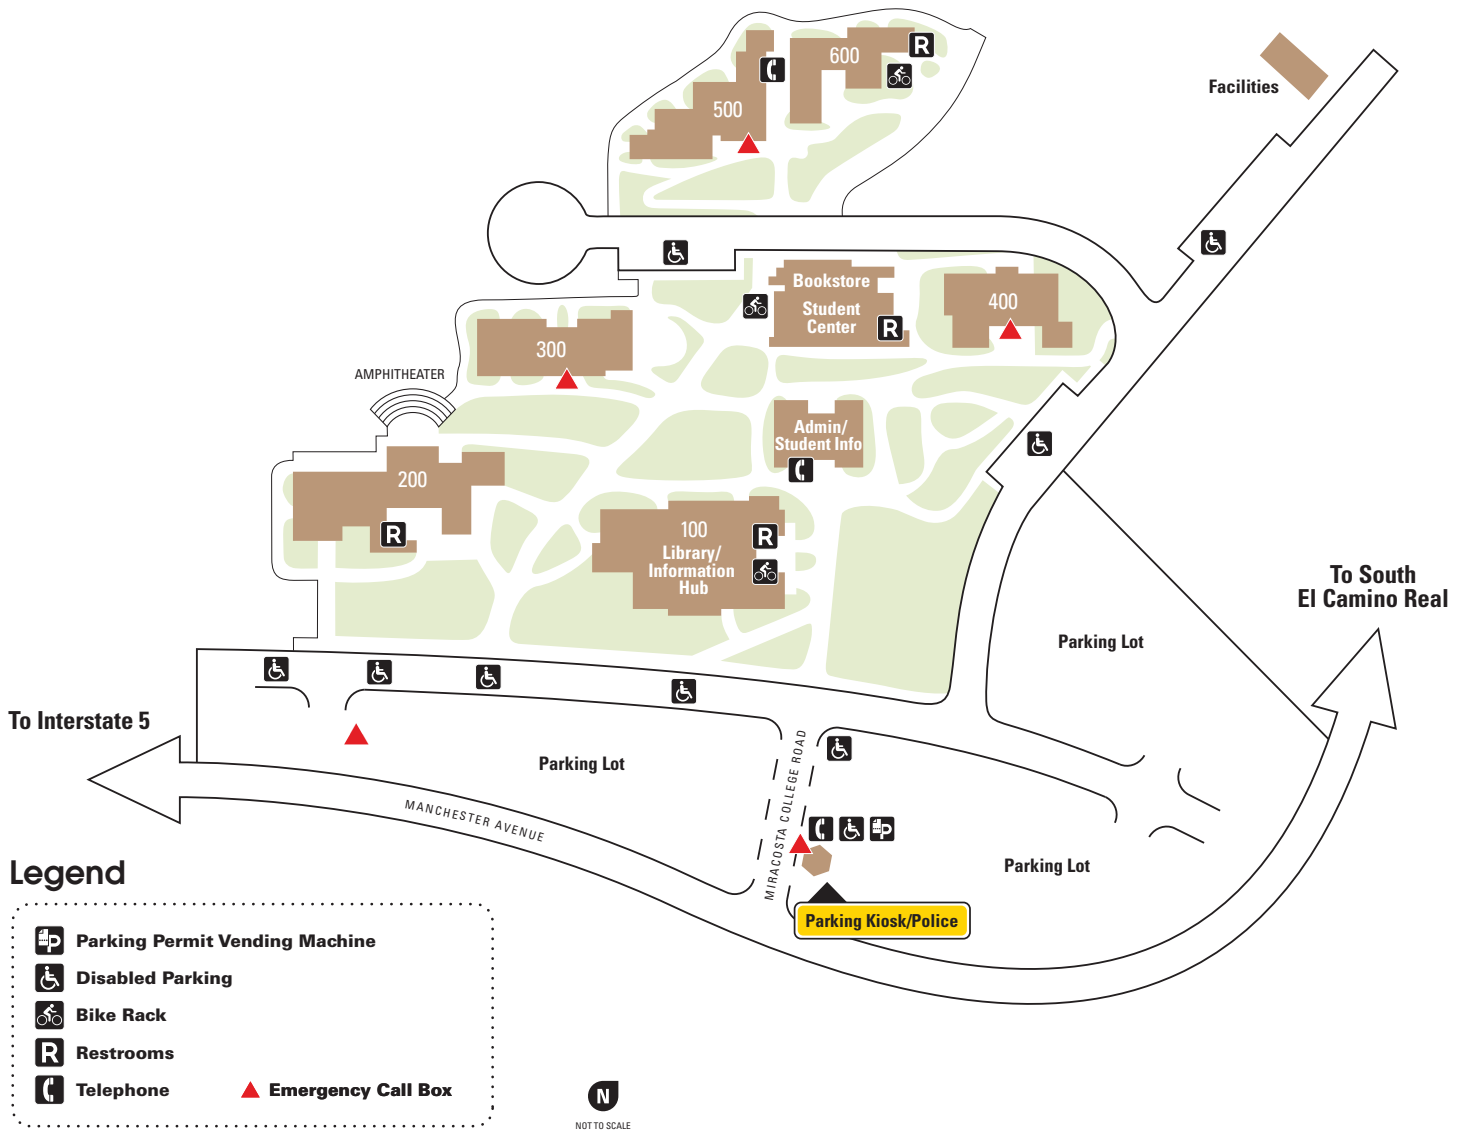 600
R
500
Facilities
Bookstore
Student
Center
R
400
300
AMPHITHEATER
Admin/
Student Info
200
R
100
Library/
Information
Hub
R
To South
El Camino Real
Parking Lot
To Interstate 5
Parking Lot
MIRACOSTA COLLEGE ROAD
MANCHESTER AVENUE
P
Parking Lot
Parking Kiosk/Police
Legend
P Parking Permit Vending Machine
Disabled Parking
Bike Rack
R Restrooms
Telephone
Emergency Call Box
N
NOT TO SCALE